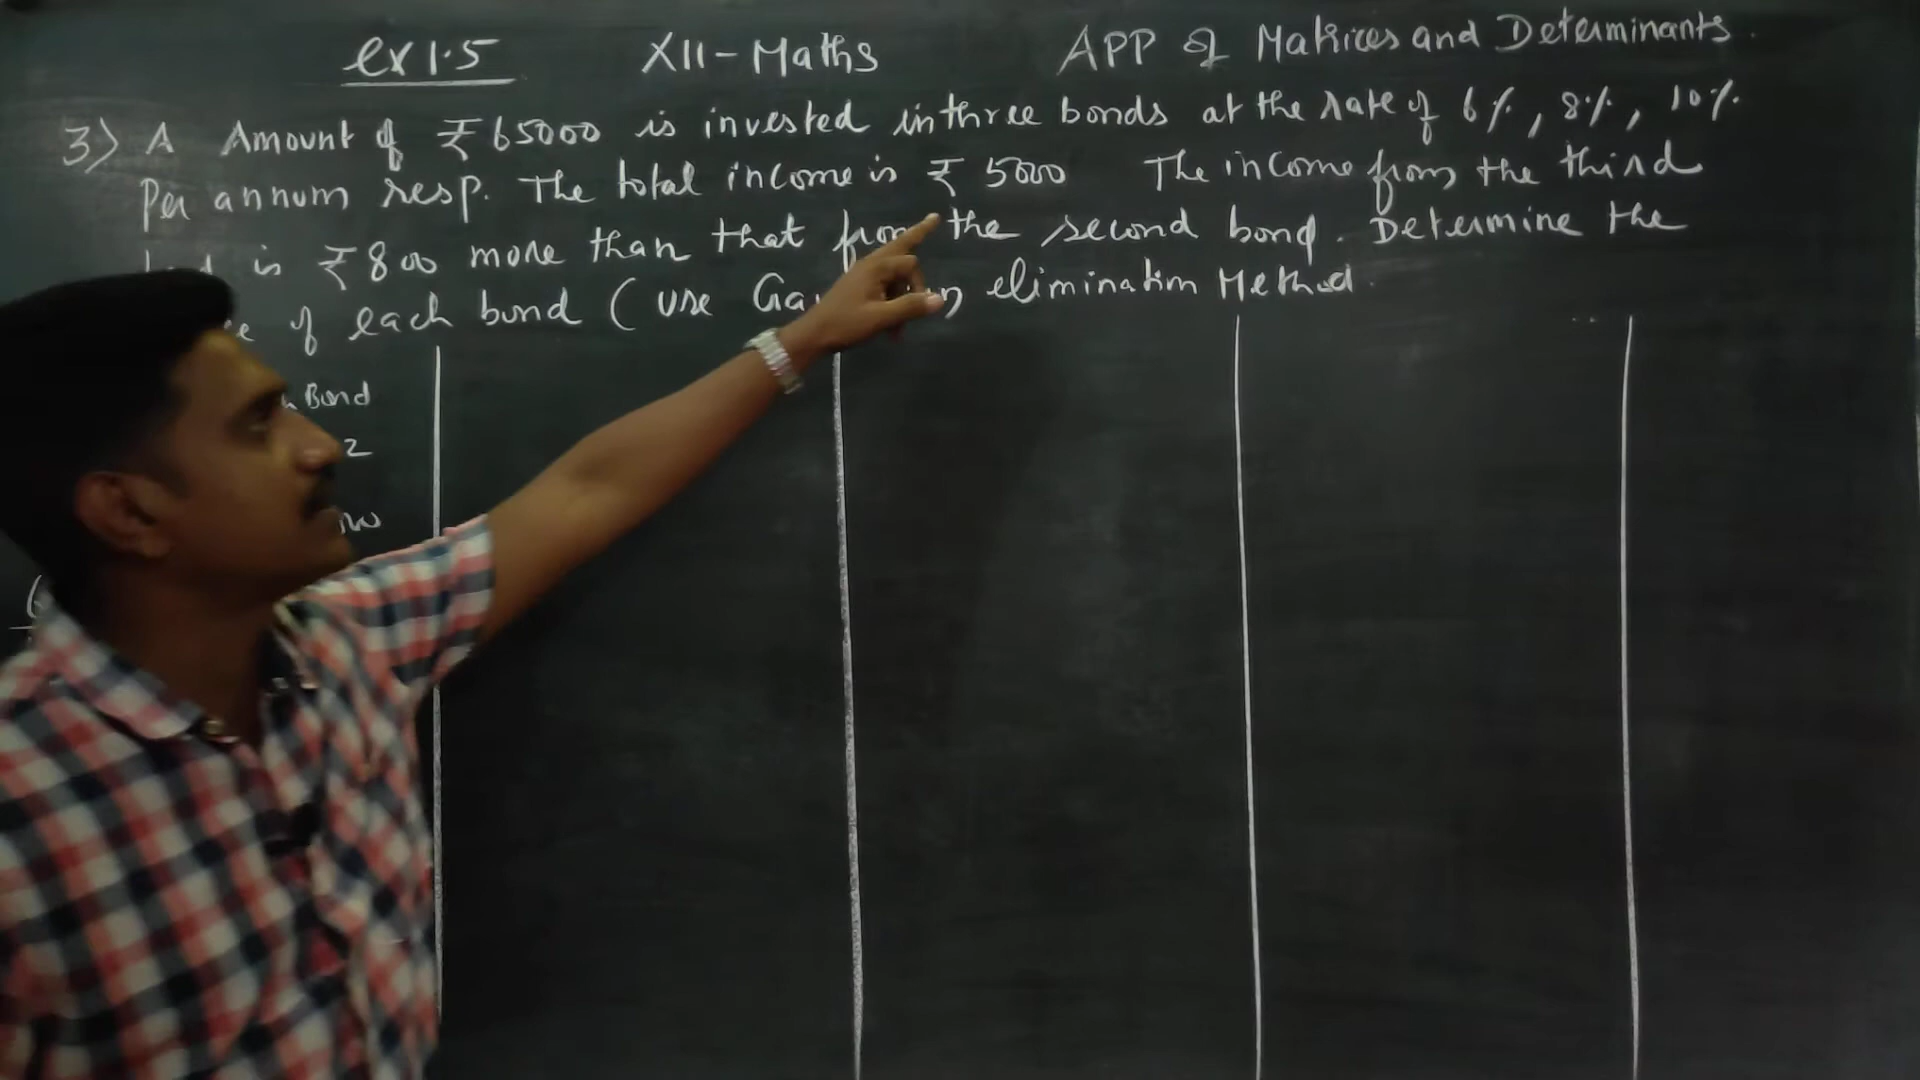 ex 1.5 XII - Maths APP of Matrices and Determinants.
3) A Amount of ₹ 65000 is invested in three bonds at the rate of 6%, 8%, 10%
Per annum resp. The total income is ₹ 5000 The income from the third
is ₹ 800 more than that from the second bond. Determine the
of each bond (use elimination Method.
Bond
z